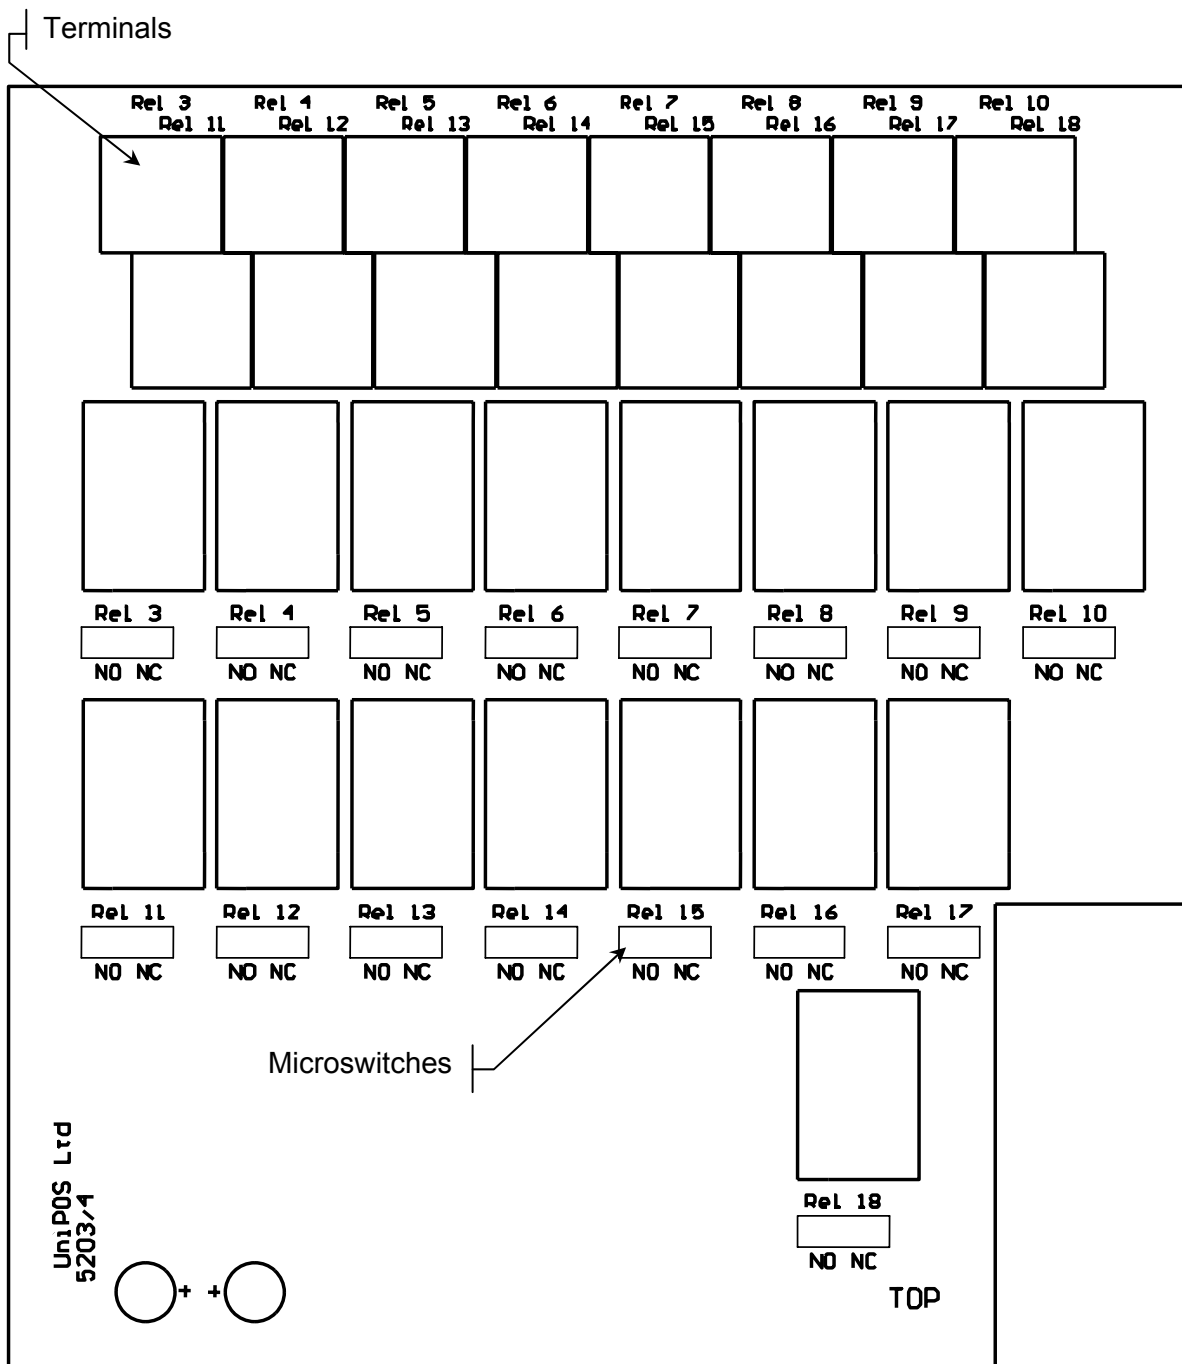 Terminals
Rel 3 Rel 4 Rel 5 Rel 6 Rel 7 Rel 8 Rel 9 Rel 10
Rel 11 Rel 12 Rel 13 Rel 14 Rel 15 Rel 16 Rel 17 Rel 18
Rel 3 Rel 4 Rel 5 Rel 6 Rel 7 Rel 8 Rel 9 Rel 10
NO NC NO NC NO NC NO NC NO NC NO NC NO NC NO NC
Rel 11 Rel 12 Rel 13 Rel 14 Rel 15 Rel 16 Rel 17
NO NC NO NC NO NC NO NC NO NC NO NC NO NC
Microswitches
Rel 18
NO NC
UniPOS Ltd
5203/4
+ +
TOP